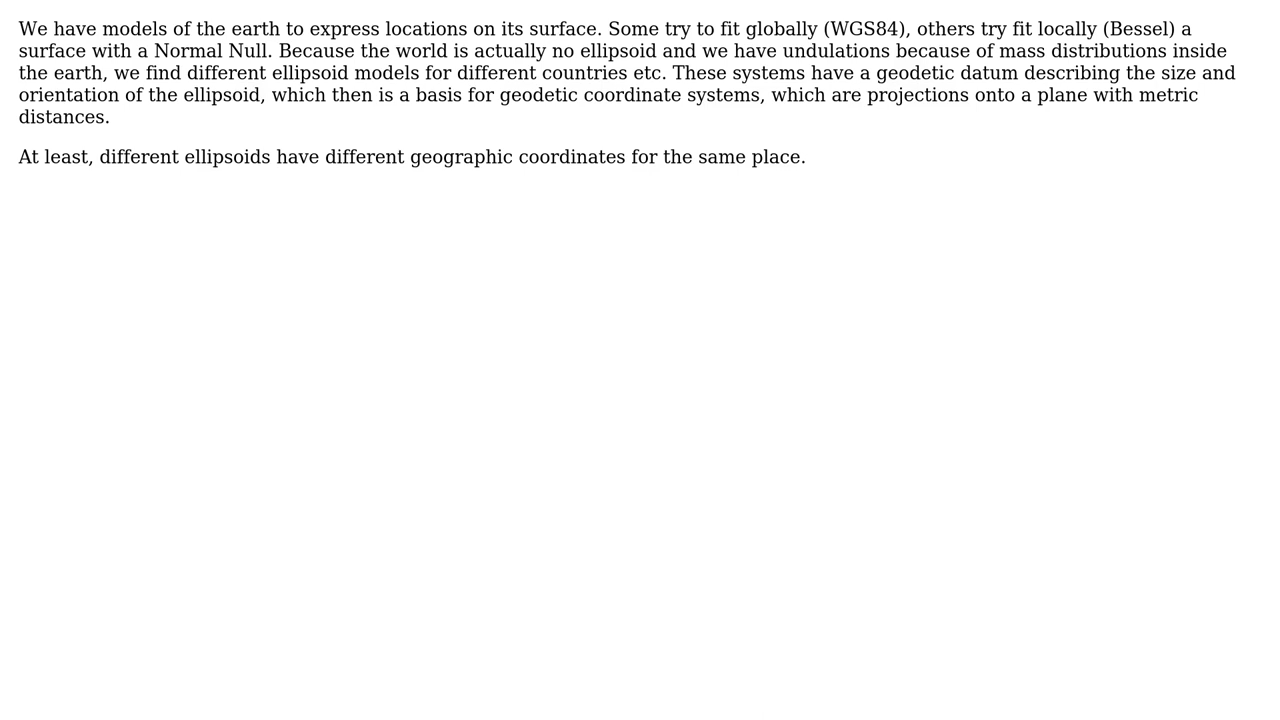 We have models of the earth to express locations on its surface. Some try to fit globally (WGS84), others try fit locally (Bessel) a
surface with a Normal Null. Because the world is actually no ellipsoid and we have undulations because of mass distributions inside
the earth, we find different ellipsoid models for different countries etc. These systems have a geodetic datum describing the size and
orientation of the ellipsoid, which then is a basis for geodetic coordinate systems, which are projections onto a plane with metric
distances.
At least, different ellipsoids have different geographic coordinates for the same place.